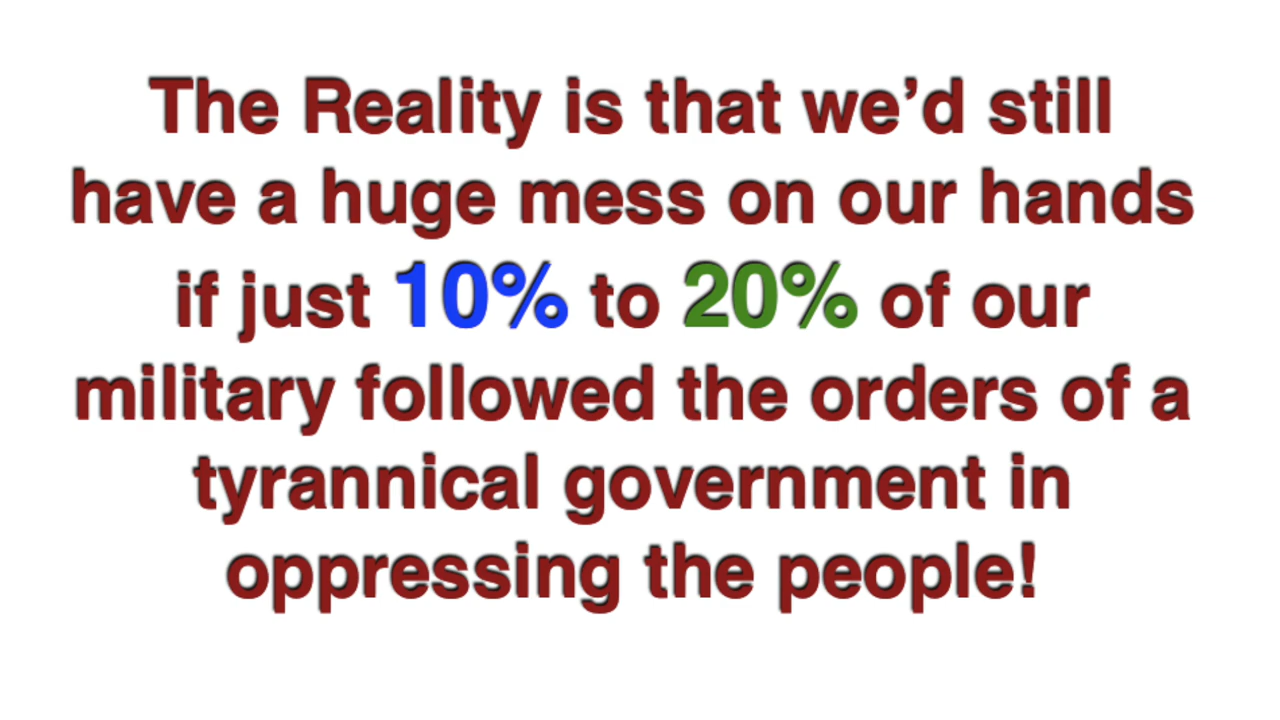 The Reality is that we’d still
have a huge mess on our hands
if just 10% to 20% of our
military followed the orders of a
tyrannical government in
oppressing the people!